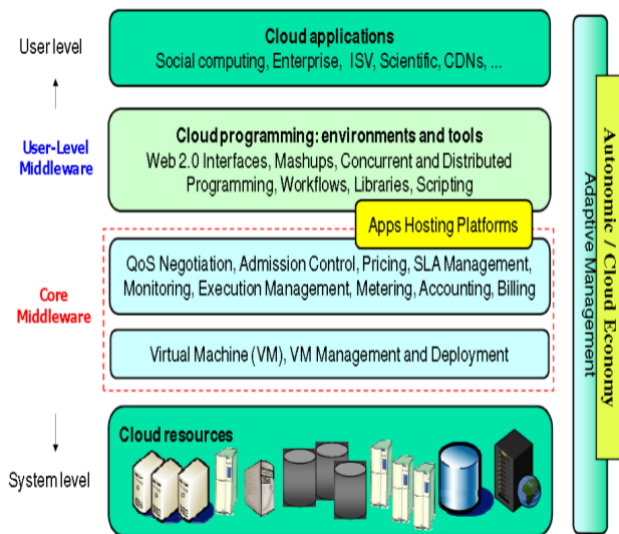 User level
Cloud applications
Social computing, Enterprise, ISV, Scientific, CDNs, ...
User-Level
Middleware
Cloud programming: environments and tools
Web 2.0 Interfaces, Mashups, Concurrent and Distributed
Programming, Workflows, Libraries, Scripting
Apps Hosting Platforms
Core
Middleware
QoS Negotiation, Admission Control, Pricing, SLA Management,
Monitoring, Execution Management, Metering, Accounting, Billing
Virtual Machine (VM), VM Management and Deployment
System level
Cloud resources
Adaptive Management
Autonomic / Cloud Economy